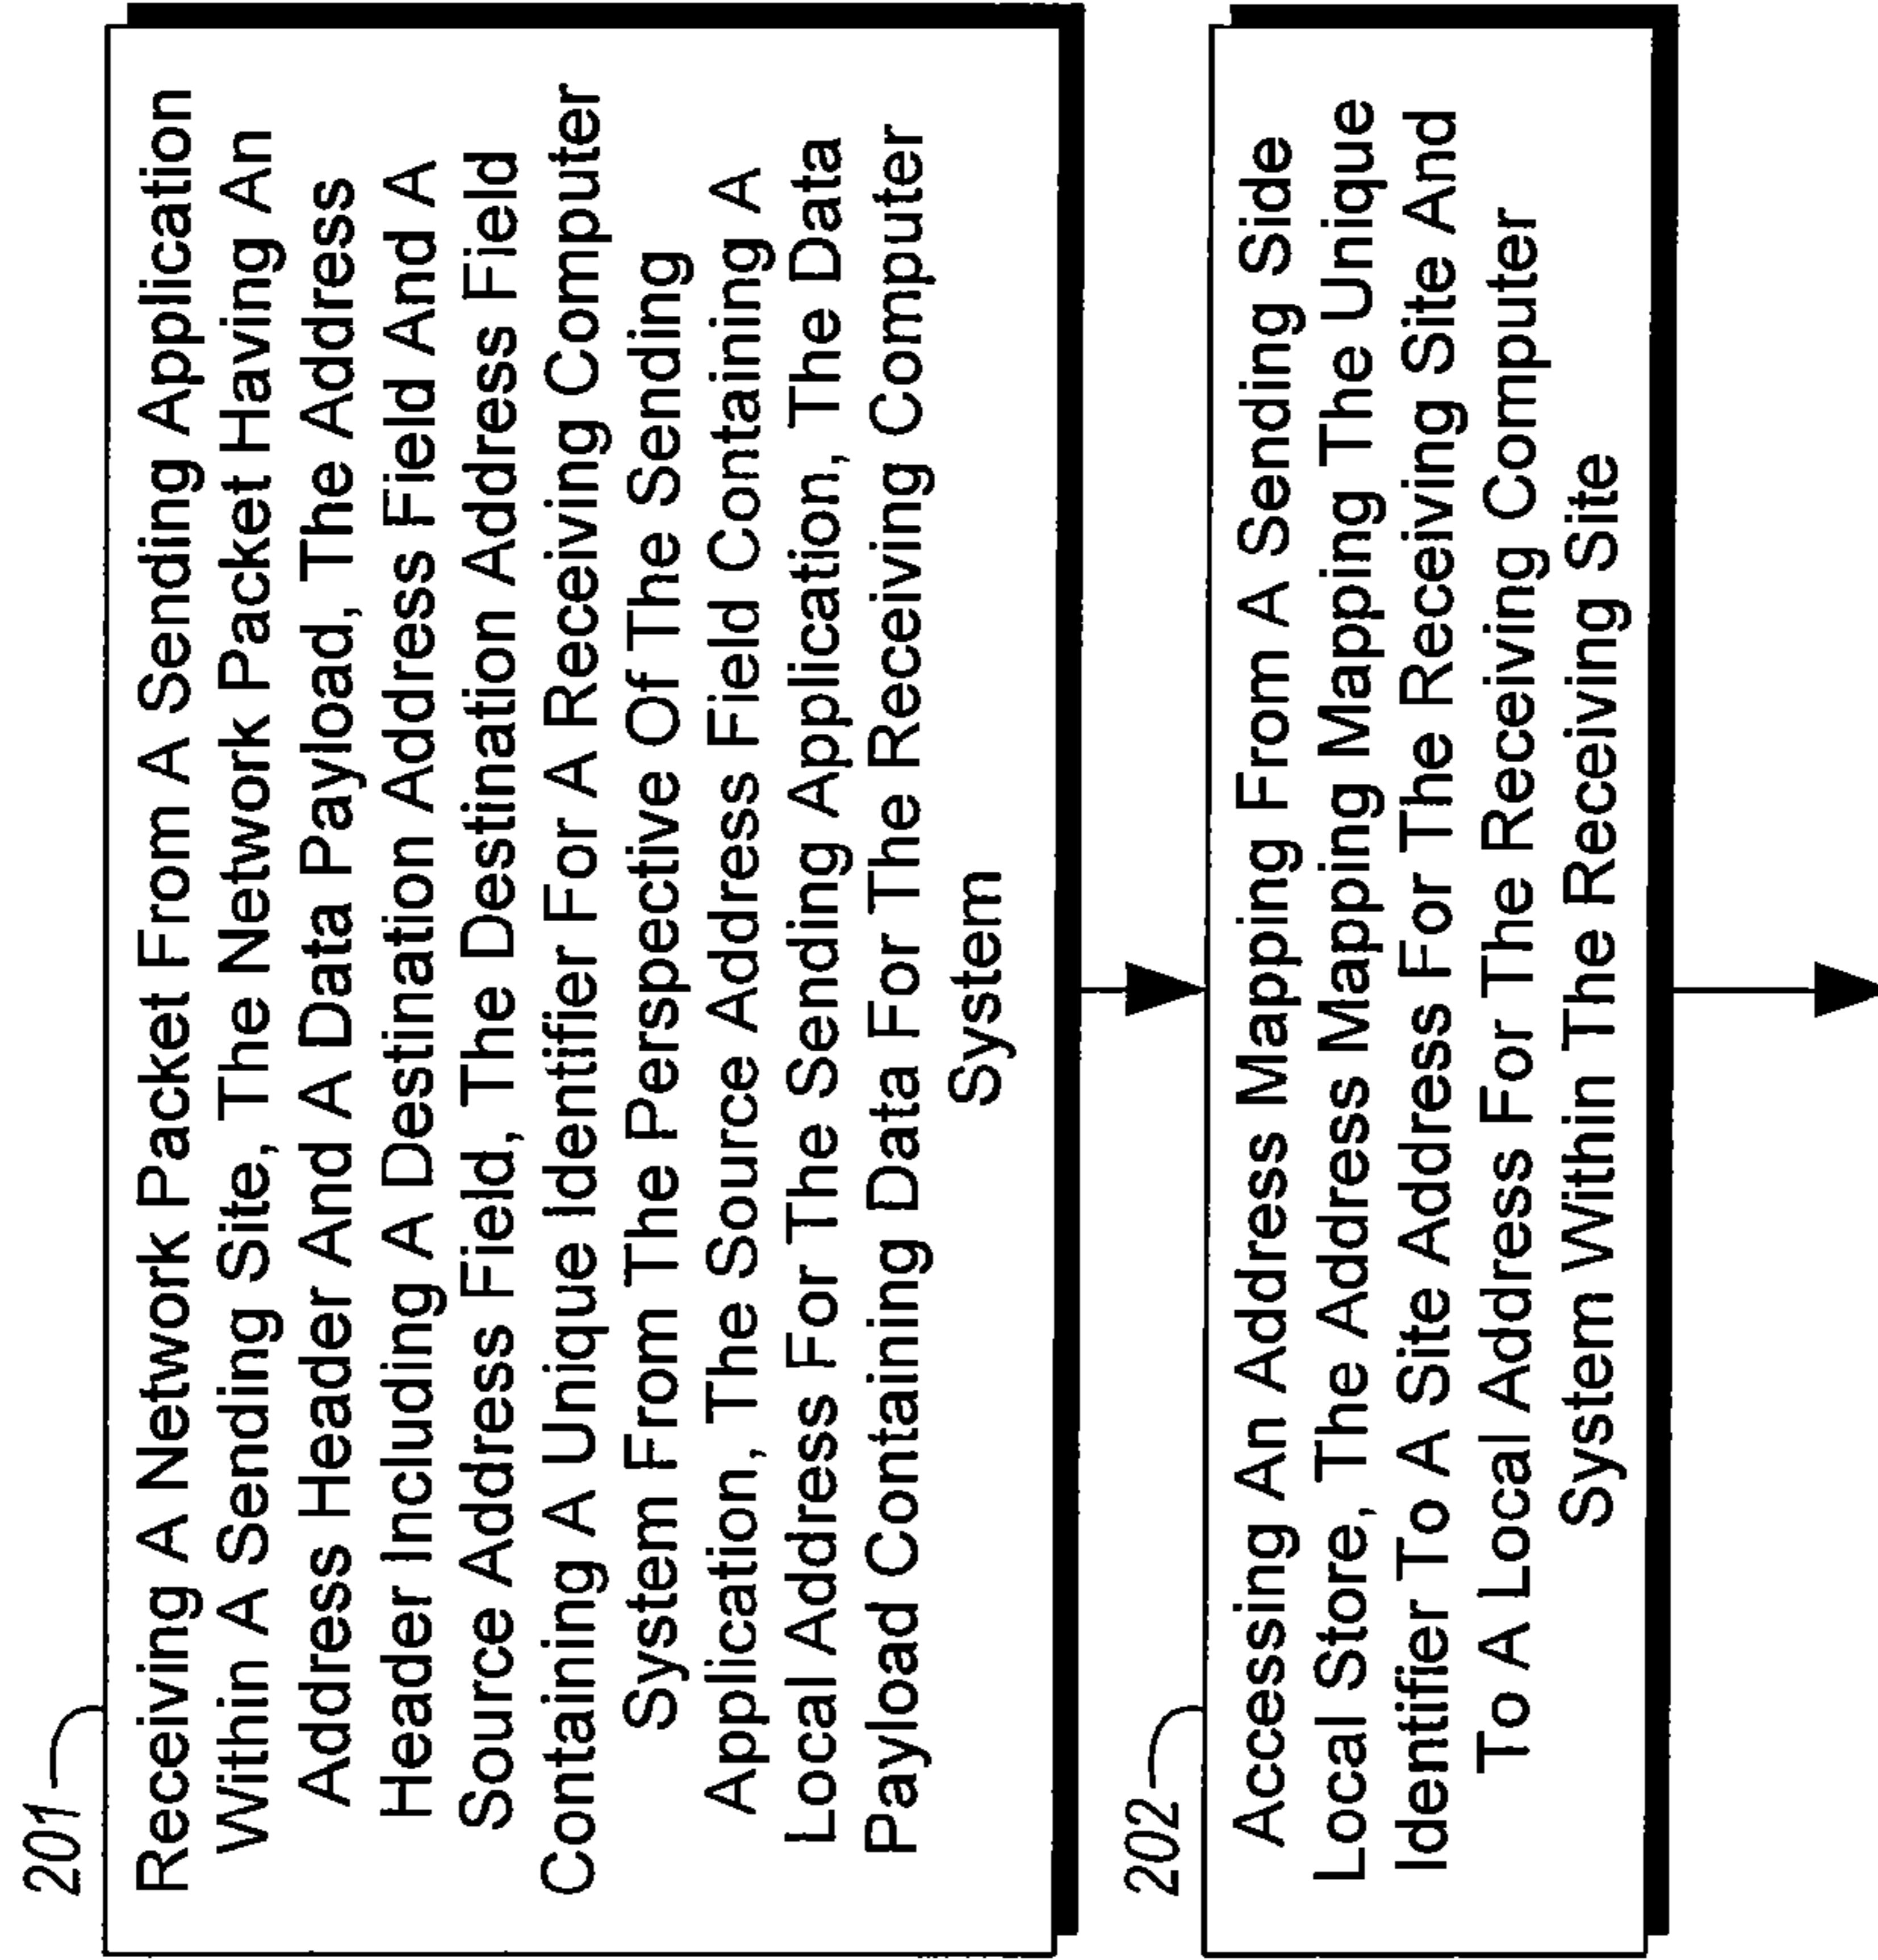 201
Receiving A Network Packet From A Sending Application
Within A Sending Site, The Network Packet Having An
Address Header And A Data Payload, The Address
Header Including A Destination Address Field And A
Source Address Field, The Destination Address Field
Containing A Unique Identifier For A Receiving Computer
System From The Perspective Of The Sending
Application, The Source Address Field Containing A
Local Address For The Sending Application, The Data
Payload Containing Data For The Receiving Computer
System
202
Accessing An Address Mapping From A Sending Side
Local Store, The Address Mapping Mapping The Unique
Identifier To A Site Address For The Receiving Site And
To A Local Address For The Receiving Computer
System Within The Receiving Site